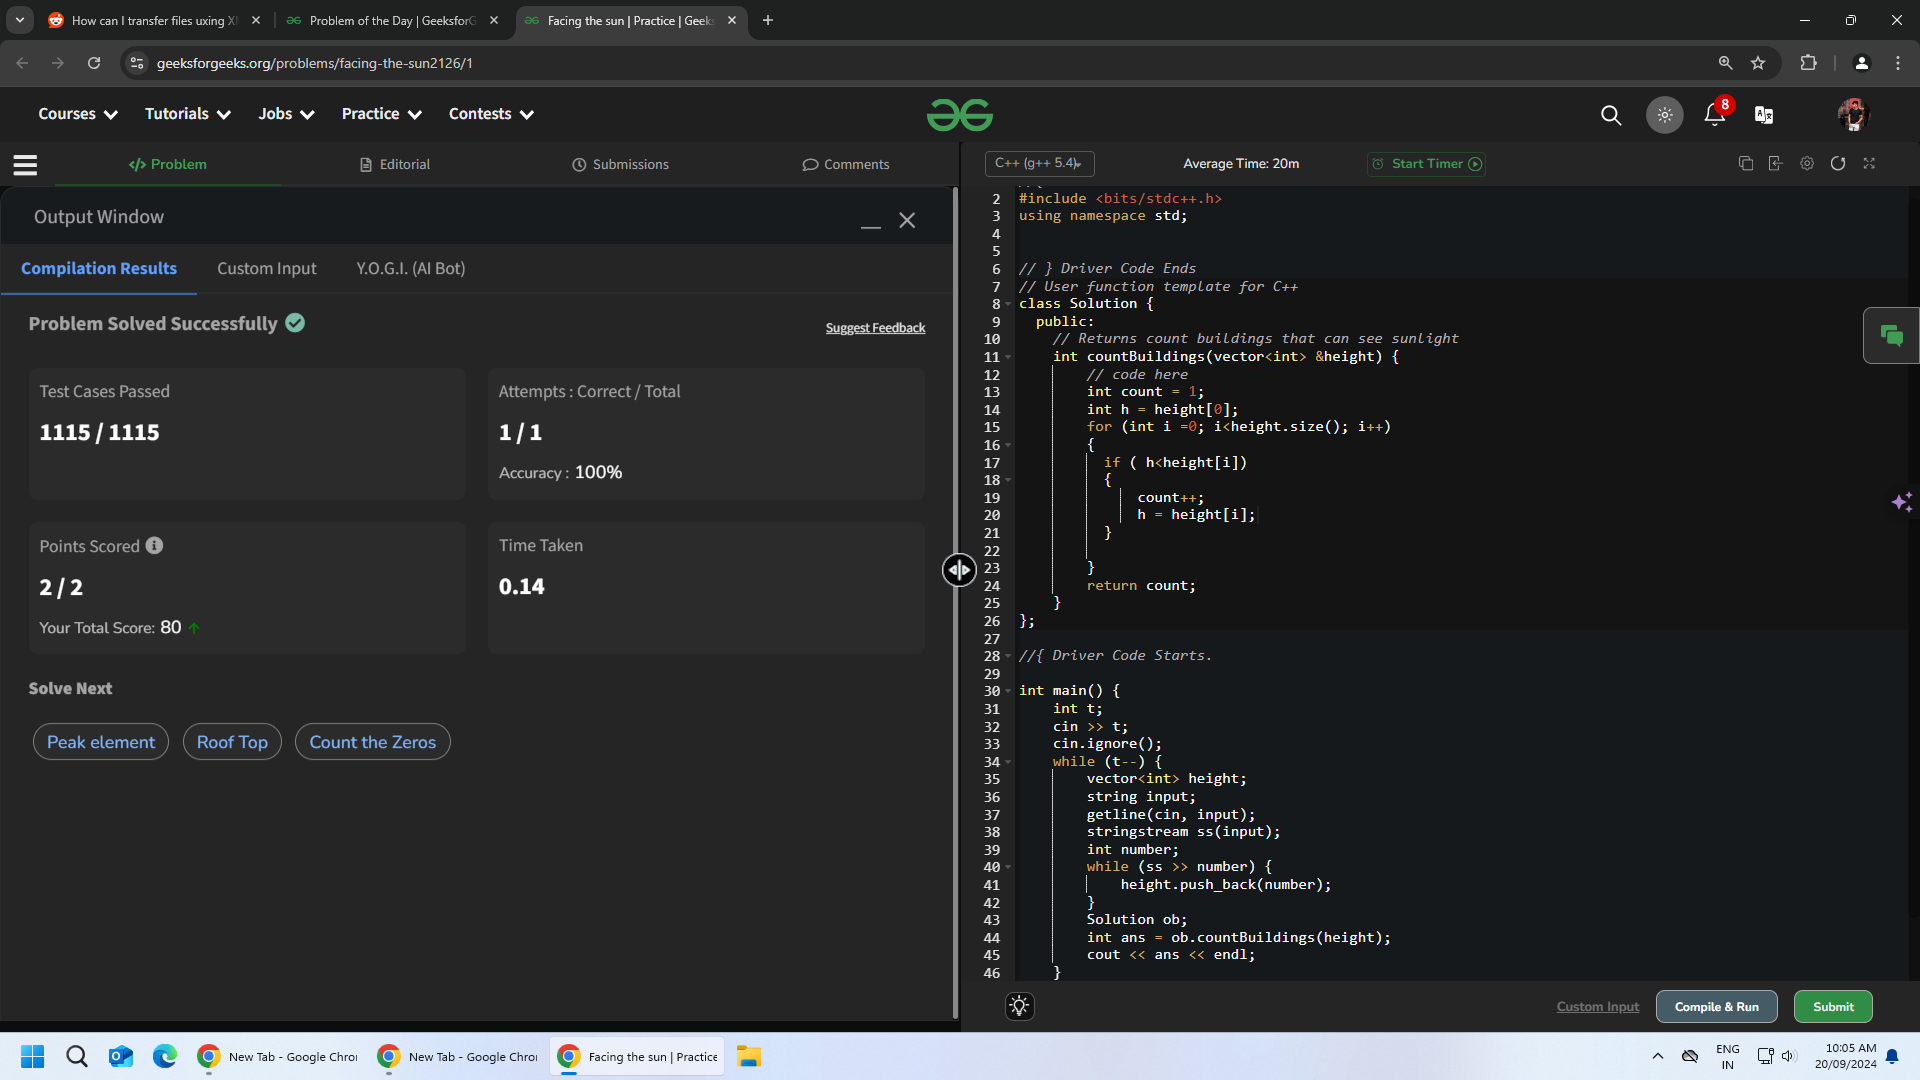 How can I transfer files uxing X
Problem of the Day | GeeksforG
Facing the sun | Practice | Geeks
geeksforgeeks.org/problems/facing-the-sun2126/1
Courses
Tutorials
Jobs
Practice
Contests
8
Problem
Editorial
Submissions
Comments
C++ (g++ 5.4)
Average Time: 20m
Start Timer
Output Window
Compilation Results
Custom Input
Y.O.G.I. (AI Bot)
Problem Solved Successfully
Suggest Feedback
Test Cases Passed
1115 / 1115
Attempts : Correct / Total
1 / 1
Accuracy : 100%
Points Scored
2 / 2
Your Total Score: 80
Time Taken
0.14
Solve Next
Peak element
Roof Top
Count the Zeros
2 #include <bits/stdc++.h>
3 using namespace std;
4
5
6 // } Driver Code Ends
7 // User function template for C++
8 class Solution {
9 public:
10 // Returns count buildings that can see sunlight
11 int countBuildings(vector<int> &height) {
12 // code here
13 int count = 1;
14 int h = height[0];
15 for (int i =0; i<height.size(); i++)
16 {
17 if ( h<height[i])
18 {
19 count++;
20 h = height[i];
21 }
22
23 }
24 return count;
25 }
26 };
27
28 //{ Driver Code Starts.
29
30 int main() {
31 int t;
32 cin >> t;
33 cin.ignore();
34 while (t--) {
35 vector<int> height;
36 string input;
37 getline(cin, input);
38 stringstream ss(input);
39 int number;
40 while (ss >> number) {
41 height.push_back(number);
42 }
43 Solution ob;
44 int ans = ob.countBuildings(height);
45 cout << ans << endl;
46 }
Custom Input
Compile & Run
Submit
New Tab - Google Chror
New Tab - Google Chror
Facing the sun | Practice
ENG
IN
10:05 AM
20/09/2024